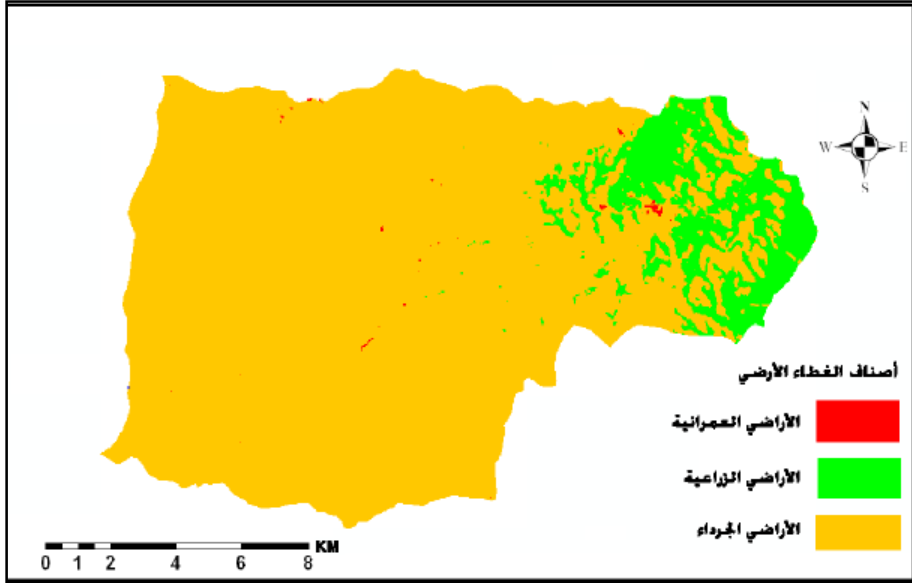 N
W E
S
أصناف الغطاء الأرضي
الأراضي العمرانية
الأراضي الزراعية
الأراضي الجرداء
KM
0 1 2 4 6 8